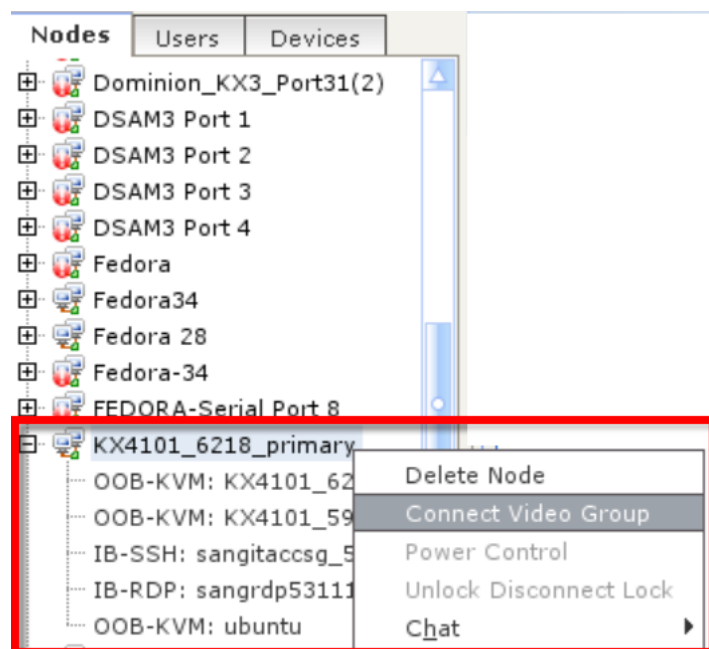 Nodes Users Devices
Dominion_KX3_Port31(2)
DSAM3 Port 1
DSAM3 Port 2
DSAM3 Port 3
DSAM3 Port 4
Fedora
Fedora34
Fedora 28
Fedora-34
FEDORA-Serial Port 8
KX4101_6218_primary
OOB-KVM: KX4101_62
OOB-KVM: KX4101_59
IB-SSH: sangitaccsg_5
IB-RDP: sangrdp53111
OOB-KVM: ubuntu
Delete Node
Connect Video Group
Power Control
Unlock Disconnect Lock
Chat